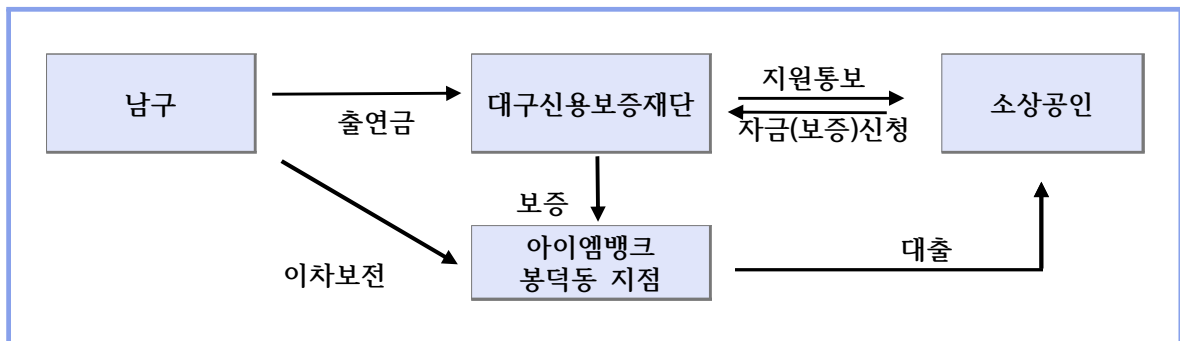 남구
출연금
대구신용보증재단
지원통보
자금(보증)신청
소상공인
보증
이차보전
아이엠뱅크
봉덕동 지점
대출